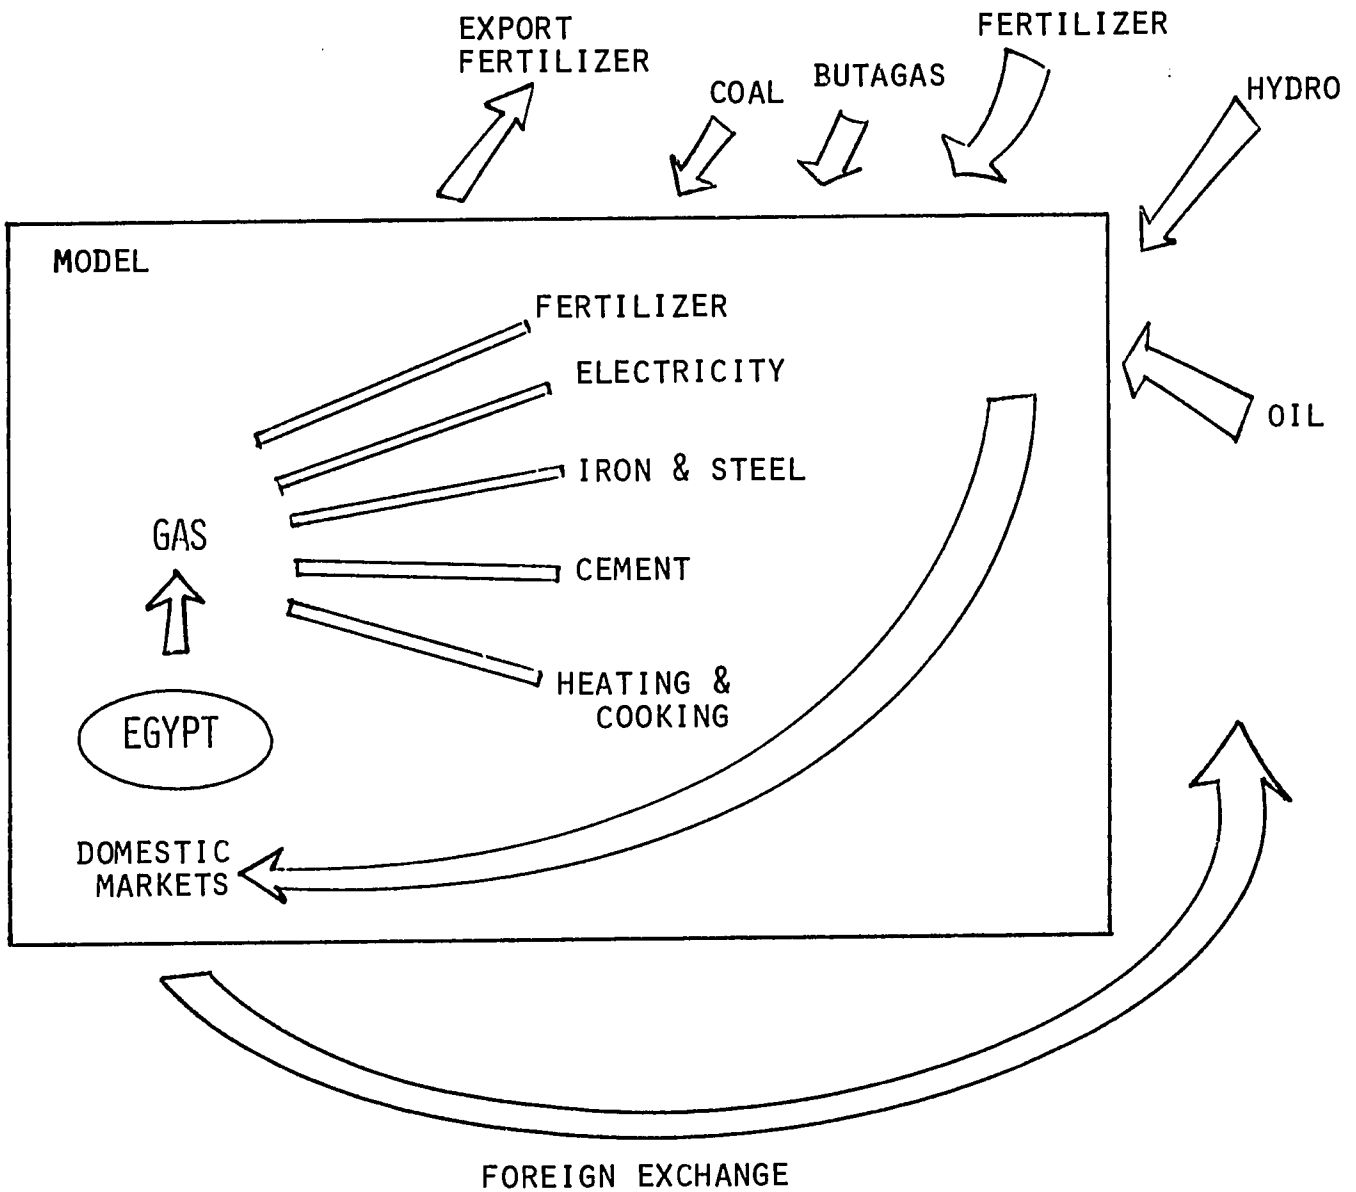 EXPORT
FERTILIZER
COAL
BUTAGAS
FERTILIZER
HYDRO
MODEL
FERTILIZER
ELECTRICITY
IRON & STEEL
OIL
GAS
CEMENT
HEATING &
COOKING
EGYPT
DOMESTIC
MARKETS
FOREIGN EXCHANGE